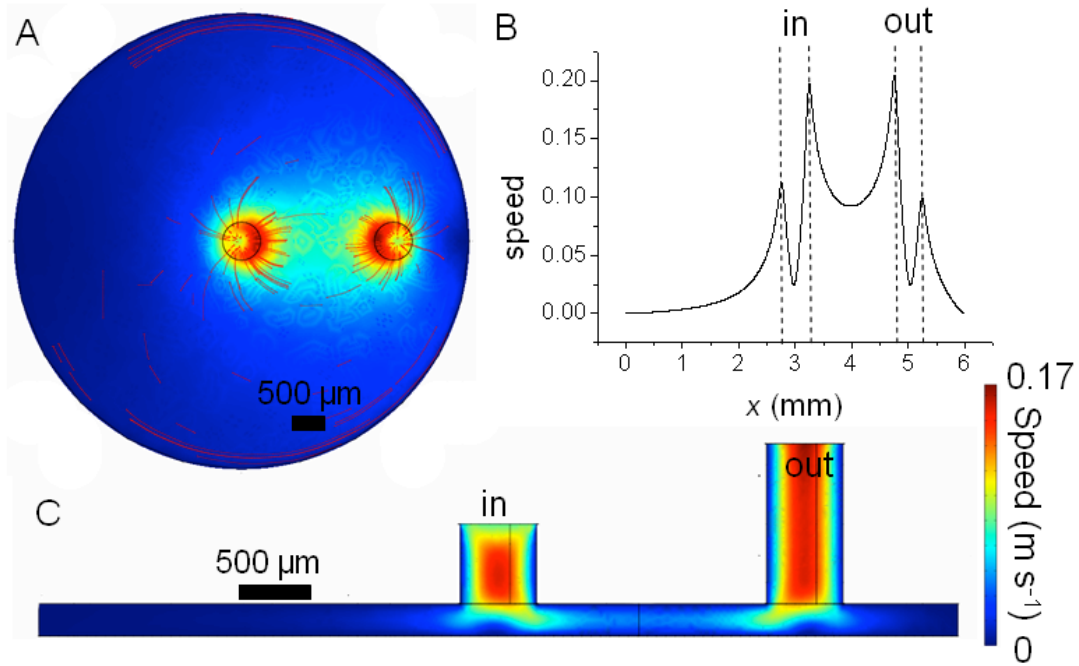 A
500 µm
B
in out
speed
0.20
0.15
0.10
0.05
0.00
0 1 2 3 4 5 6
x (mm)
C
in
out
500 µm
0.17
Speed (m s⁻¹)
0